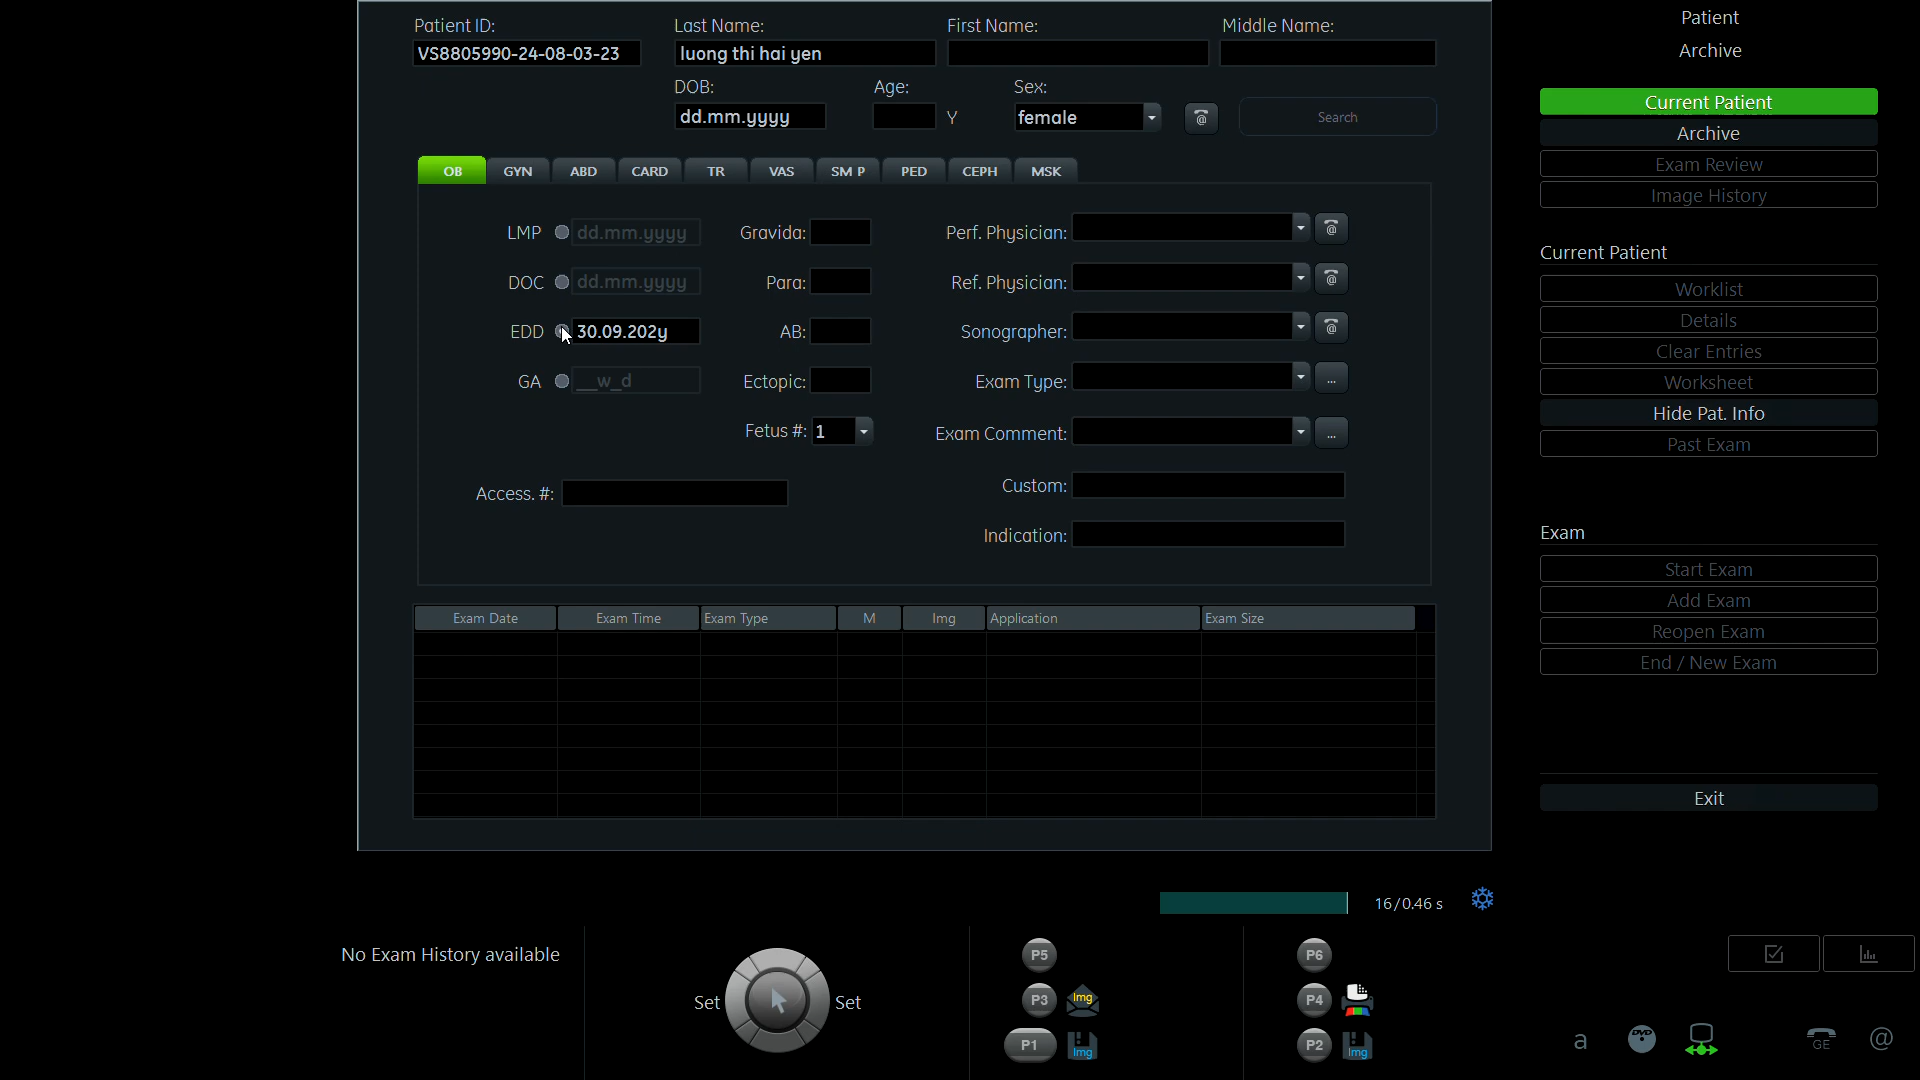 Patient ID: Last Name: First Name: Middle Name:
VS8805990-24-08-03-23 luong thi hai yen
DOB: Age: Sex:
dd.mm.yyyy Y female @ Search
OB GYN ABD CARD TR VAS SM P PED CEPH MSK
LMP dd.mm.yyyy Gravida: Perf. Physician: @
DOC dd.mm.yyyy Para: Ref. Physician: @
EDD 30.09.202y AB: Sonographer: @
GA __w_d Ectopic: Exam Type: ...
Fetus #: 1 Exam Comment: ...
Access. #: Custom:
Indication:
Exam Date Exam Time Exam Type M Img Application Exam Size
Patient
Archive
Current Patient
Archive
Exam Review
Image History
Current Patient
Worklist
Details
Clear Entries
Worksheet
Hide Pat. Info
Past Exam
Exam
Start Exam
Add Exam
Reopen Exam
End / New Exam
Exit
16/0.46 s
No Exam History available
Set Set
P5 P6
P3 Img P4
P1 Img P2 Img
a DVD GE @